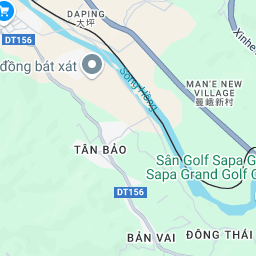 DAPING
大坪
DT156
đồng bát xát
Sông Hồng
MAN'E NEW
VILLAGE
曼峨新村
Xinhe
TÂN BẢO
Sân Golf Sapa G
Sapa Grand Golf C
DT156
BẢN VAI
ĐÔNG THÁI